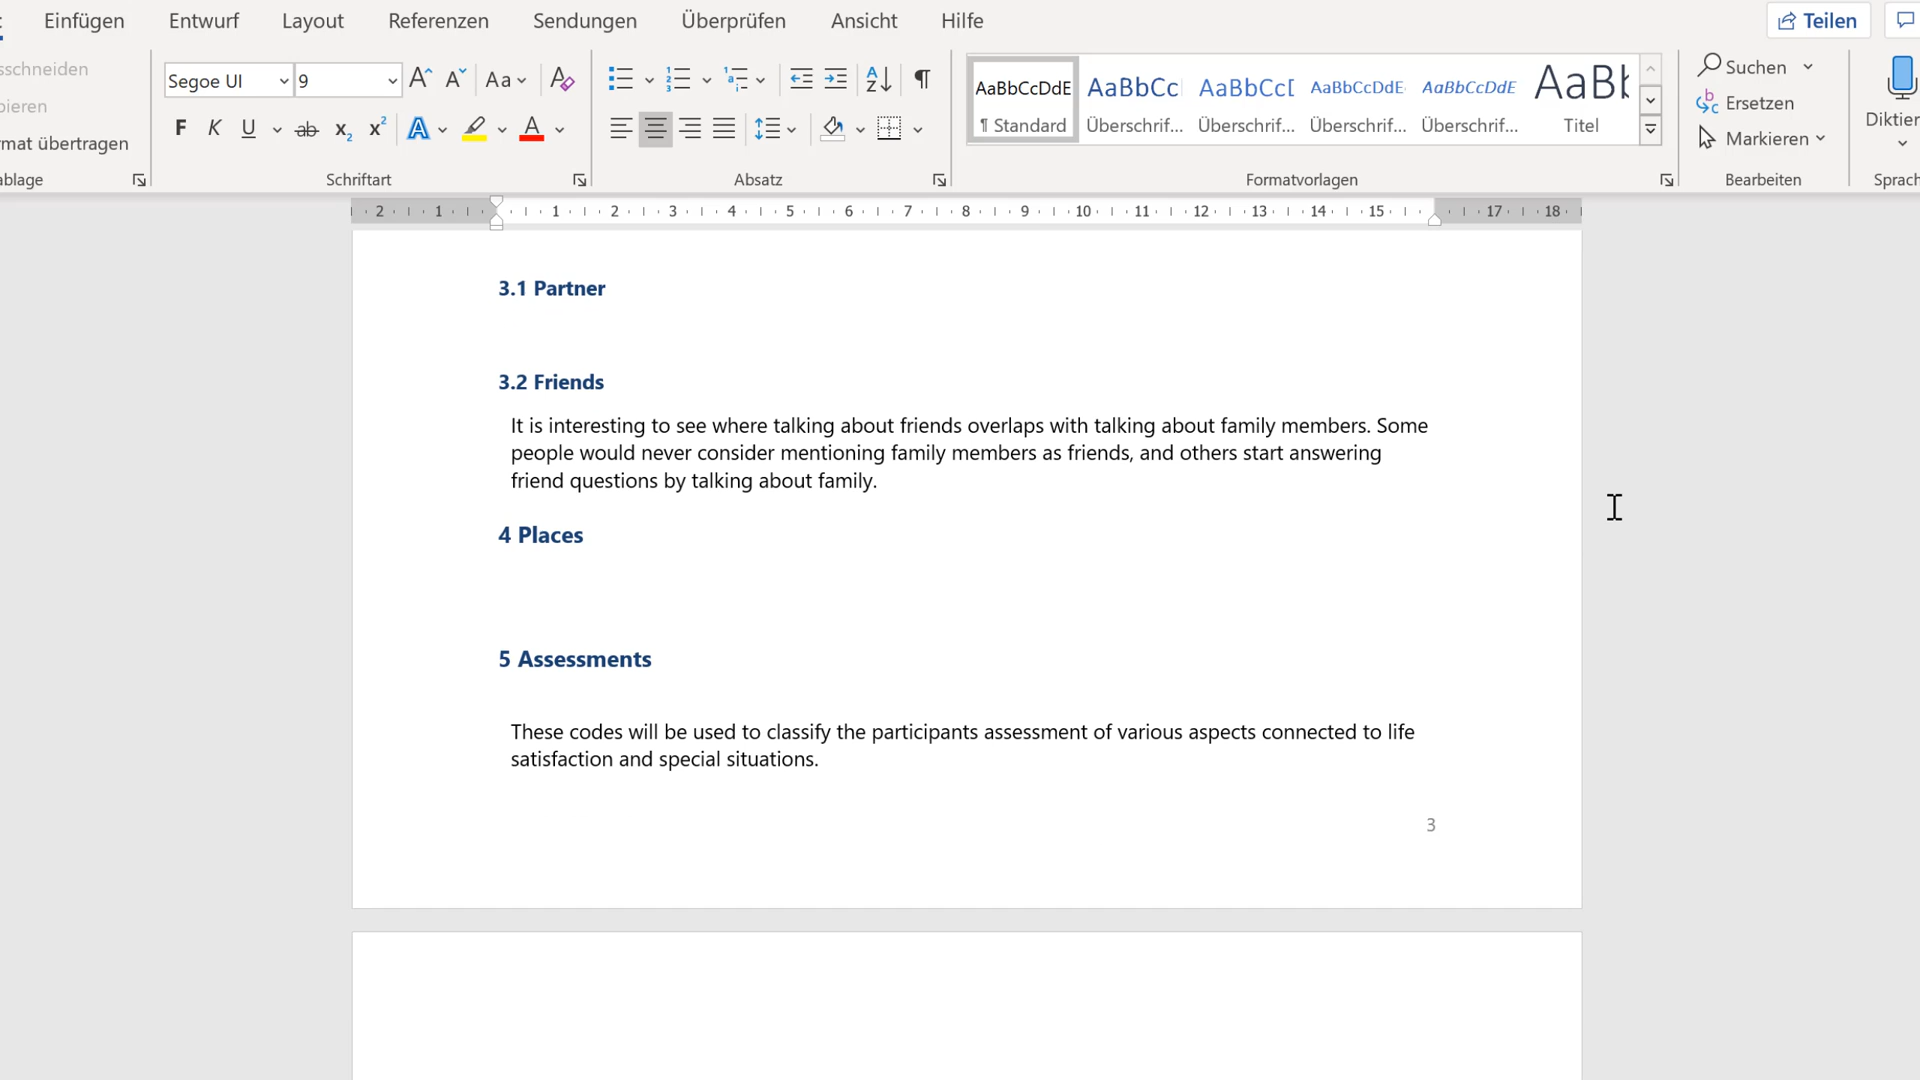 Einfügen Entwurf Layout Referenzen Sendungen Überprüfen Ansicht Hilfe Teilen
sschneiden
Segoe UI 9 Aa AaBbCcDdE AaBbCc AaBbCc AaBbCcDdE AaBbCcDdE AaB Suchen
pieren Ersetzen
F K U ab x₂ x² A A ¶ Standard Überschrif... Überschrif... Überschrif... Überschrif... Titel Diktier
mat übertragen Markieren
ablage Schriftart Absatz Formatvorlagen Bearbeiten Sprach
2 1 1 2 3 4 5 6 7 8 9 10 11 12 13 14 15 17 18
3.1 Partner
3.2 Friends
It is interesting to see where talking about friends overlaps with talking about family members. Some
people would never consider mentioning family members as friends, and others start answering
friend questions by talking about family.
4 Places
5 Assessments
These codes will be used to classify the participants assessment of various aspects connected to life
satisfaction and special situations.
3